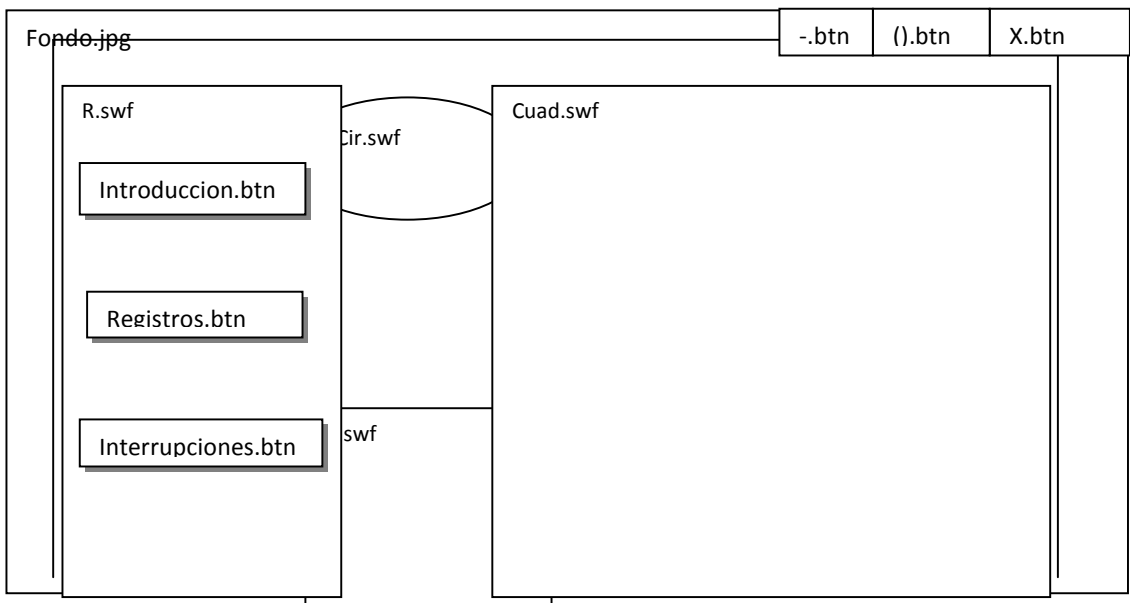 Fondo.jpg
-.btn
().btn
X.btn
R.swf
Cir.swf
Cuad.swf
Introduccion.btn
Registros.btn
Interrupciones.btn
swf